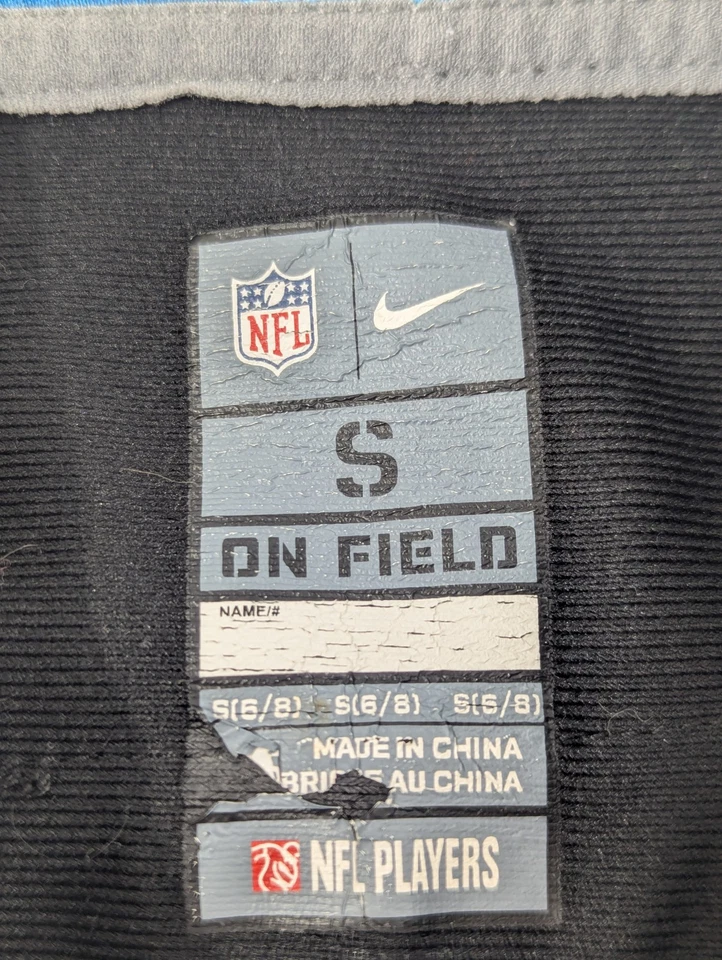 NFL
S
ON FIELD
NAME/#
S(6/8) S(6/8) S(6/8)
MADE IN CHINA
AU CHINA
NFL PLAYERS